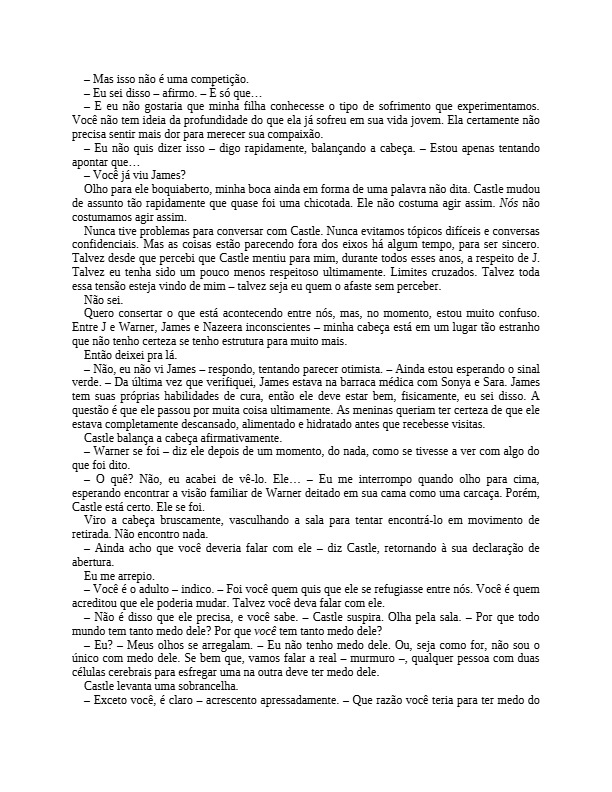 – Mas isso não é uma competição.
– Eu sei disso – afirmo. – É só que…
– E eu não gostaria que minha filha conhecesse o tipo de sofrimento que experimentamos.
Você não tem ideia da profundidade do que ela já sofreu em sua vida jovem. Ela certamente não
precisa sentir mais dor para merecer sua compaixão.
– Eu não quis dizer isso – digo rapidamente, balançando a cabeça. – Estou apenas tentando
apontar que…
– Você já viu James?
Olho para ele boquiaberto, minha boca ainda em forma de uma palavra não dita. Castle mudou
de assunto tão rapidamente que quase foi uma chicotada. Ele não costuma agir assim. Nós não
costumamos agir assim.
Nunca tive problemas para conversar com Castle. Nunca evitamos tópicos difíceis e conversas
confidenciais. Mas as coisas estão parecendo fora dos eixos há algum tempo, para ser sincero.
Talvez desde que percebi que Castle mentiu para mim, durante todos esses anos, a respeito de J.
Talvez eu tenha sido um pouco menos respeitoso ultimamente. Limites cruzados. Talvez toda
essa tensão esteja vindo de mim – talvez seja eu quem o afaste sem perceber.
Não sei.
Quero consertar o que está acontecendo entre nós, mas, no momento, estou muito confuso.
Entre J e Warner, James e Nazeera inconscientes – minha cabeça está em um lugar tão estranho
que não tenho certeza se tenho estrutura para muito mais.
Então deixei pra lá.
– Não, eu não vi James – respondo, tentando parecer otimista. – Ainda estou esperando o sinal
verde. – Da última vez que verifiquei, James estava na barraca médica com Sonya e Sara. James
tem suas próprias habilidades de cura, então ele deve estar bem, fisicamente, eu sei disso. A
questão é que ele passou por muita coisa ultimamente. As meninas queriam ter certeza de que ele
estava completamente descansado, alimentado e hidratado antes que recebesse visitas.
Castle balança a cabeça afirmativamente.
– Warner se foi – diz ele depois de um momento, do nada, como se tivesse a ver com algo do
que foi dito.
– O quê? Não, eu acabei de vê-lo. Ele… – Eu me interrompo quando olho para cima,
esperando encontrar a visão familiar de Warner deitado em sua cama como uma carcaça. Porém,
Castle está certo. Ele se foi.
Viro a cabeça bruscamente, vasculhando a sala para tentar encontrá-lo em movimento de
retirada. Não encontro nada.
– Ainda acho que você deveria falar com ele – diz Castle, retornando à sua declaração de
abertura.
Eu me arrepio.
– Você é o adulto – indico. – Foi você quem quis que ele se refugiasse entre nós. Você é quem
acreditou que ele poderia mudar. Talvez você deva falar com ele.
– Não é disso que ele precisa, e você sabe. – Castle suspira. Olha pela sala. – Por que todo
mundo tem tanto medo dele? Por que você tem tanto medo dele?
– Eu? – Meus olhos se arregalam. – Eu não tenho medo dele. Ou, seja como for, não sou o
único com medo dele. Se bem que, vamos falar a real – murmuro –, qualquer pessoa com duas
células cerebrais para esfregar uma na outra deve ter medo dele.
Castle levanta uma sobrancelha.
– Exceto você, é claro – acrescento apressadamente. – Que razão você teria para ter medo do